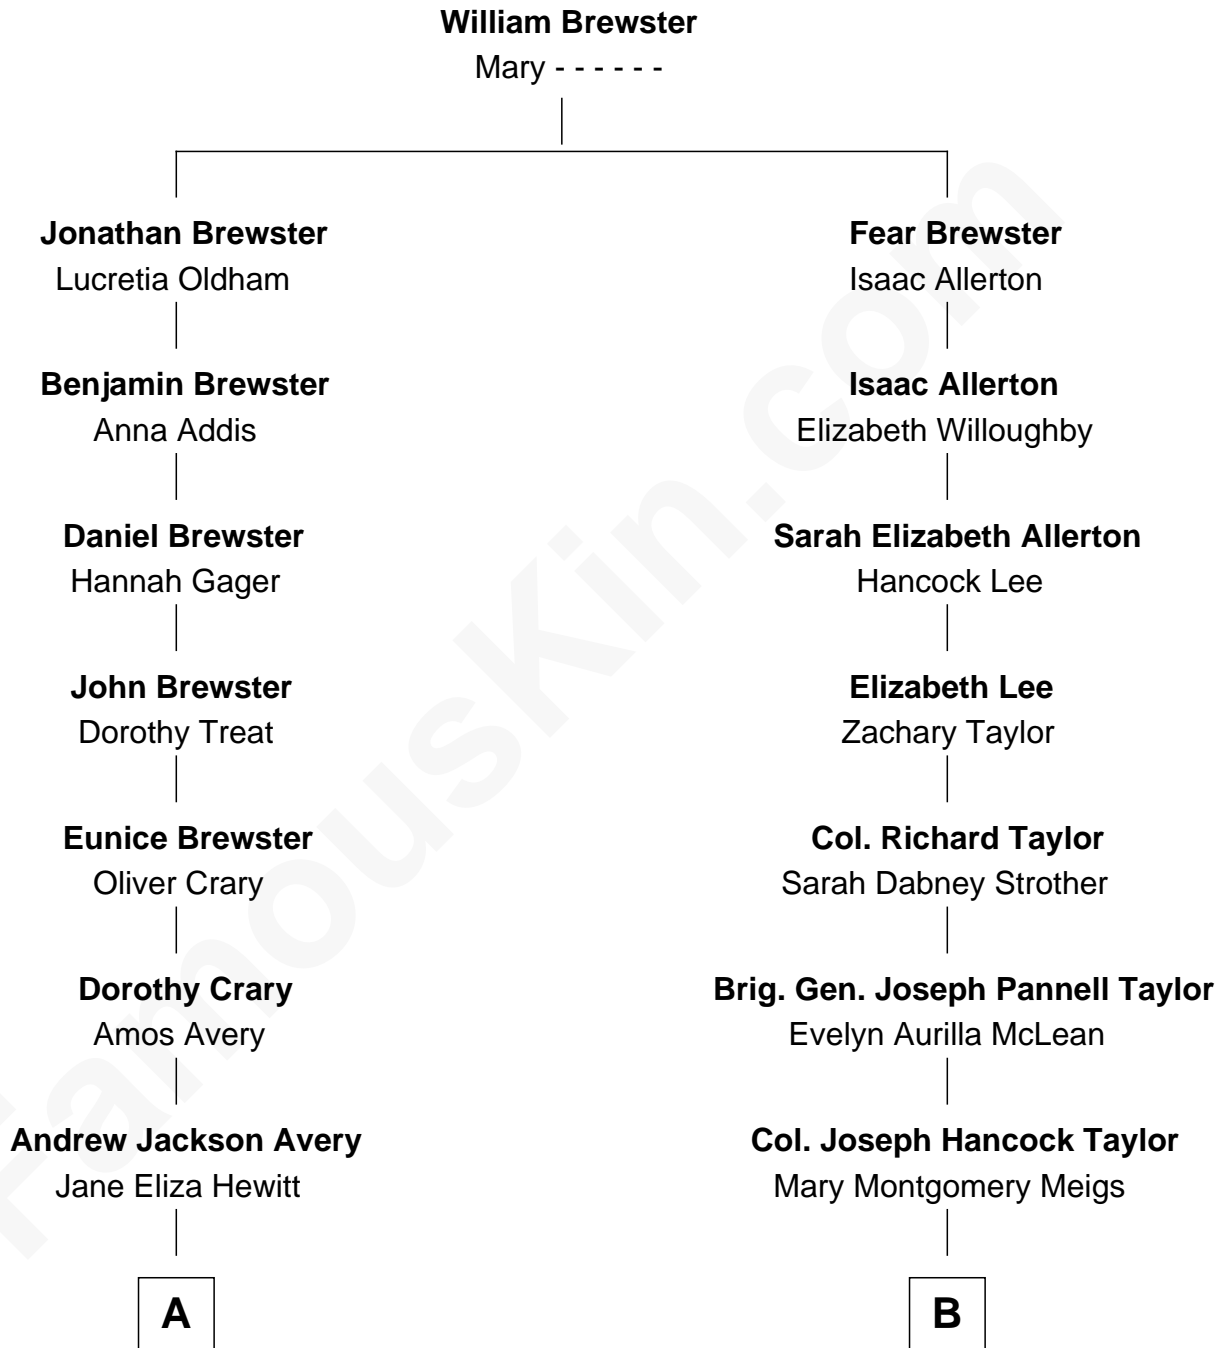 William Brewster
Mary - - - - - -
Jonathan Brewster
Lucretia Oldham
Fear Brewster
Isaac Allerton
Benjamin Brewster
Anna Addis
Isaac Allerton
Elizabeth Willoughby
Daniel Brewster
Hannah Gager
Sarah Elizabeth Allerton
Hancock Lee
John Brewster
Dorothy Treat
Elizabeth Lee
Zachary Taylor
Eunice Brewster
Oliver Crary
Col. Richard Taylor
Sarah Dabney Strother
Dorothy Crary
Amos Avery
Brig. Gen. Joseph Pannell Taylor
Evelyn Aurilla McLean
Andrew Jackson Avery
Jane Eliza Hewitt
Col. Joseph Hancock Taylor
Mary Montgomery Meigs
A
B
FamousKin.com